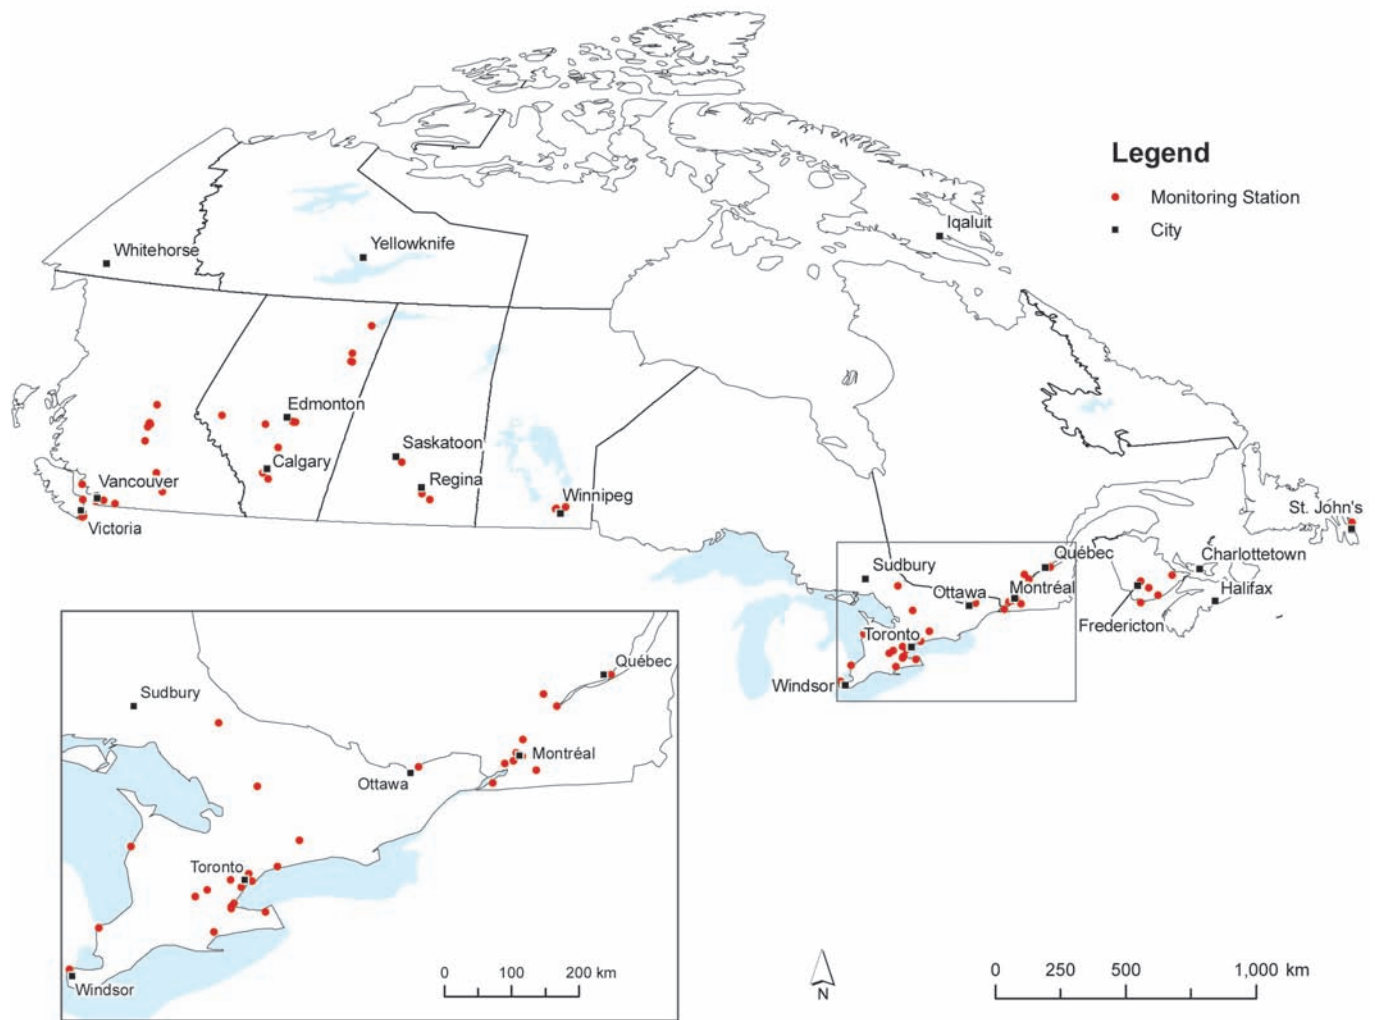 Legend
Monitoring Station
City
Iqaluit
Yellowknife
Whitehorse
Edmonton
Saskatoon
Calgary
Regina
Vancouver
Winnipeg
Victoria
St. John's
Québec
Charlottetown
Sudbury
Ottawa
Montréal
Halifax
Fredericton
Toronto
Windsor
Québec
Sudbury
Montréal
Ottawa
Toronto
Windsor
0 100 200 km
N
0 250 500 1,000 km